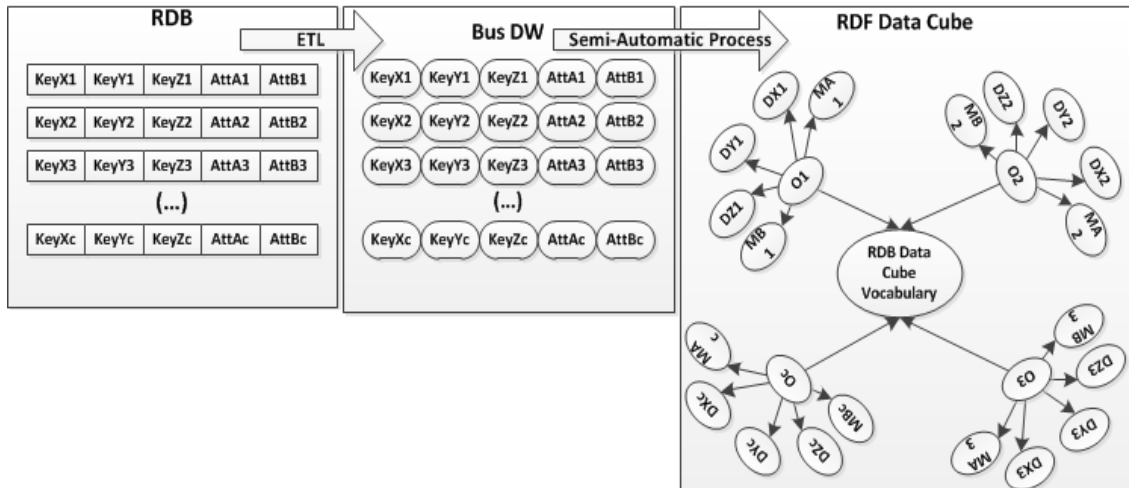 RDB
ETL
KeyX1 KeyY1 KeyZ1 AttA1 AttB1
KeyX2 KeyY2 KeyZ2 AttA2 AttB2
KeyX3 KeyY3 KeyZ3 AttA3 AttB3
(...)
KeyXc KeyYc KeyZc AttAc AttBc
Bus DW
Semi-Automatic Process
KeyX1 KeyY1 KeyZ1 AttA1 AttB1
KeyX2 KeyY2 KeyZ2 AttA2 AttB2
KeyX3 KeyY3 KeyZ3 AttA3 AttB3
(...)
KeyXc KeyYc KeyZc AttAc AttBc
RDF Data Cube
DX1
MA
1
DY1
O1
DZ1
MB
1
MB
2
DZ2
DY2
O2
DX2
MA
2
RDB Data
Cube
Vocabulary
MA
c
Oc
DXc
DYc
DZc
MBc
MB
3
O3
DZ3
DY3
DX3
MA
3